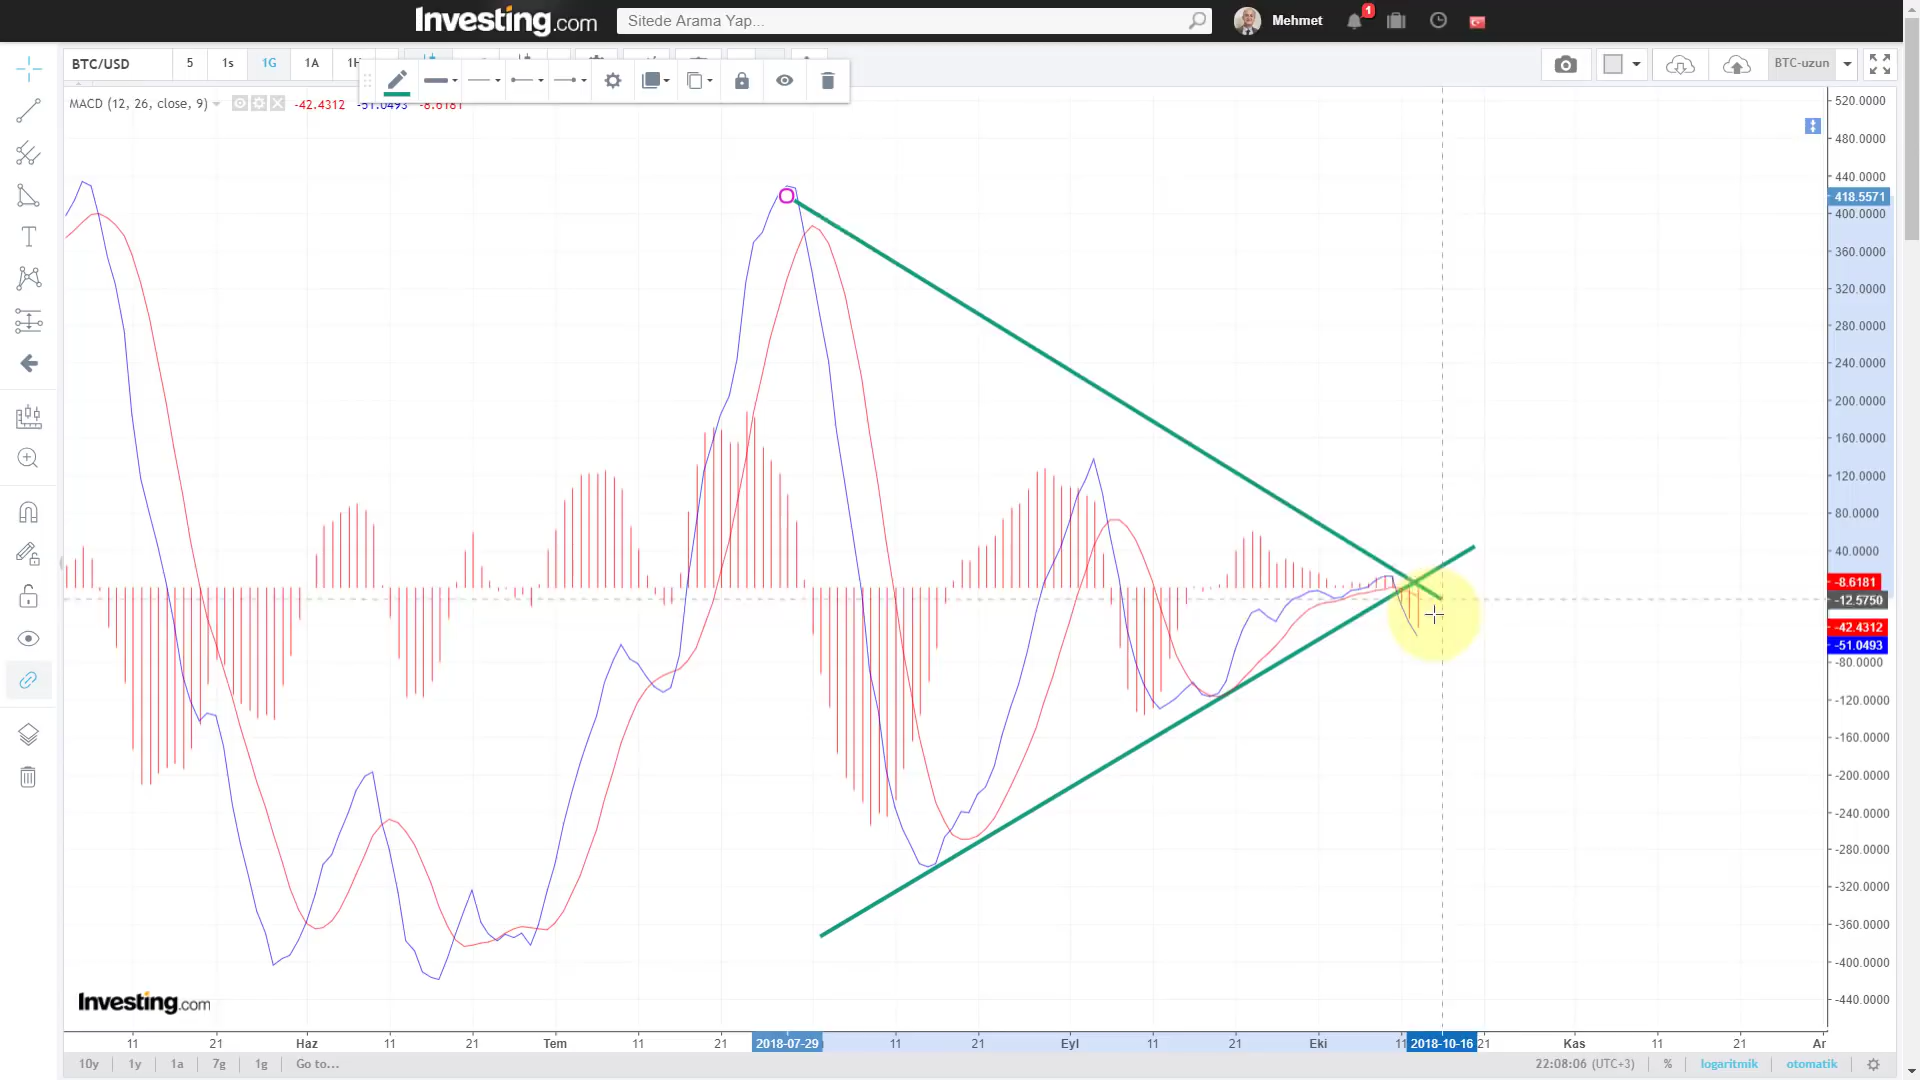 Investing.com
Sitede Arama Yap...
Mehmet
1
BTC/USD
5
1s
1G
1A
BTC-uzun
MACD (12, 26, close, 9)
-42.4312
-51.0493
-8.6181
520.0000
480.0000
440.0000
418.5571
400.0000
360.0000
320.0000
280.0000
240.0000
200.0000
160.0000
120.0000
80.0000
40.0000
-8.6181
-12.5750
-42.4312
-51.0493
-80.0000
-120.0000
-160.0000
-200.0000
-240.0000
-280.0000
-320.0000
-360.0000
-400.0000
-440.0000
Investing.com
11 21 Haz 11 21 Tem 11 21 2018-07-29 11 21 Eyl 11 21 Eki 11 2018-10-16 21 Kas 11 21 Ar
10y 1y 1a 7g 1g Go to... 22:08:06 (UTC+3) % logaritmik otomatik